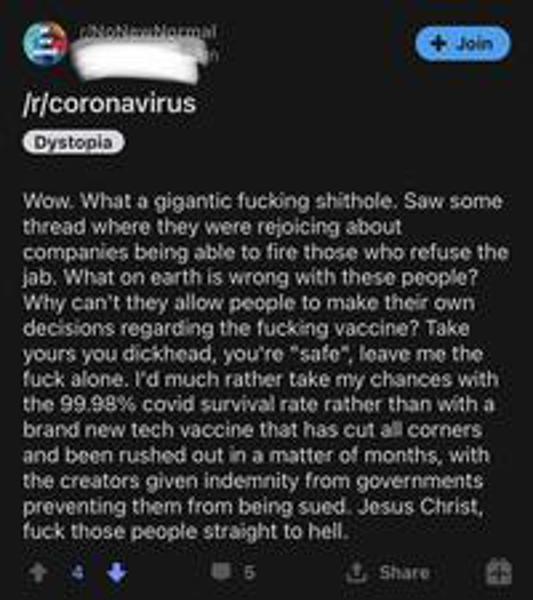 r/NoNewNormal
Join
/r/coronavirus
Dystopia
Wow. What a gigantic fucking shithole. Saw some
thread where they were rejoicing about
companies being able to fire those who refuse the
jab. What on earth is wrong with these people?
Why can't they allow people to make their own
decisions regarding the fucking vaccine? Take
yours you dickhead, you're "safe", leave me the
fuck alone. I'd much rather take my chances with
the 99.98% covid survival rate rather than with a
brand new tech vaccine that has cut all corners
and been rushed out in a matter of months, with
the creators given indemnity from governments
preventing them from being sued. Jesus Christ,
fuck those people straight to hell.
4 5 Share